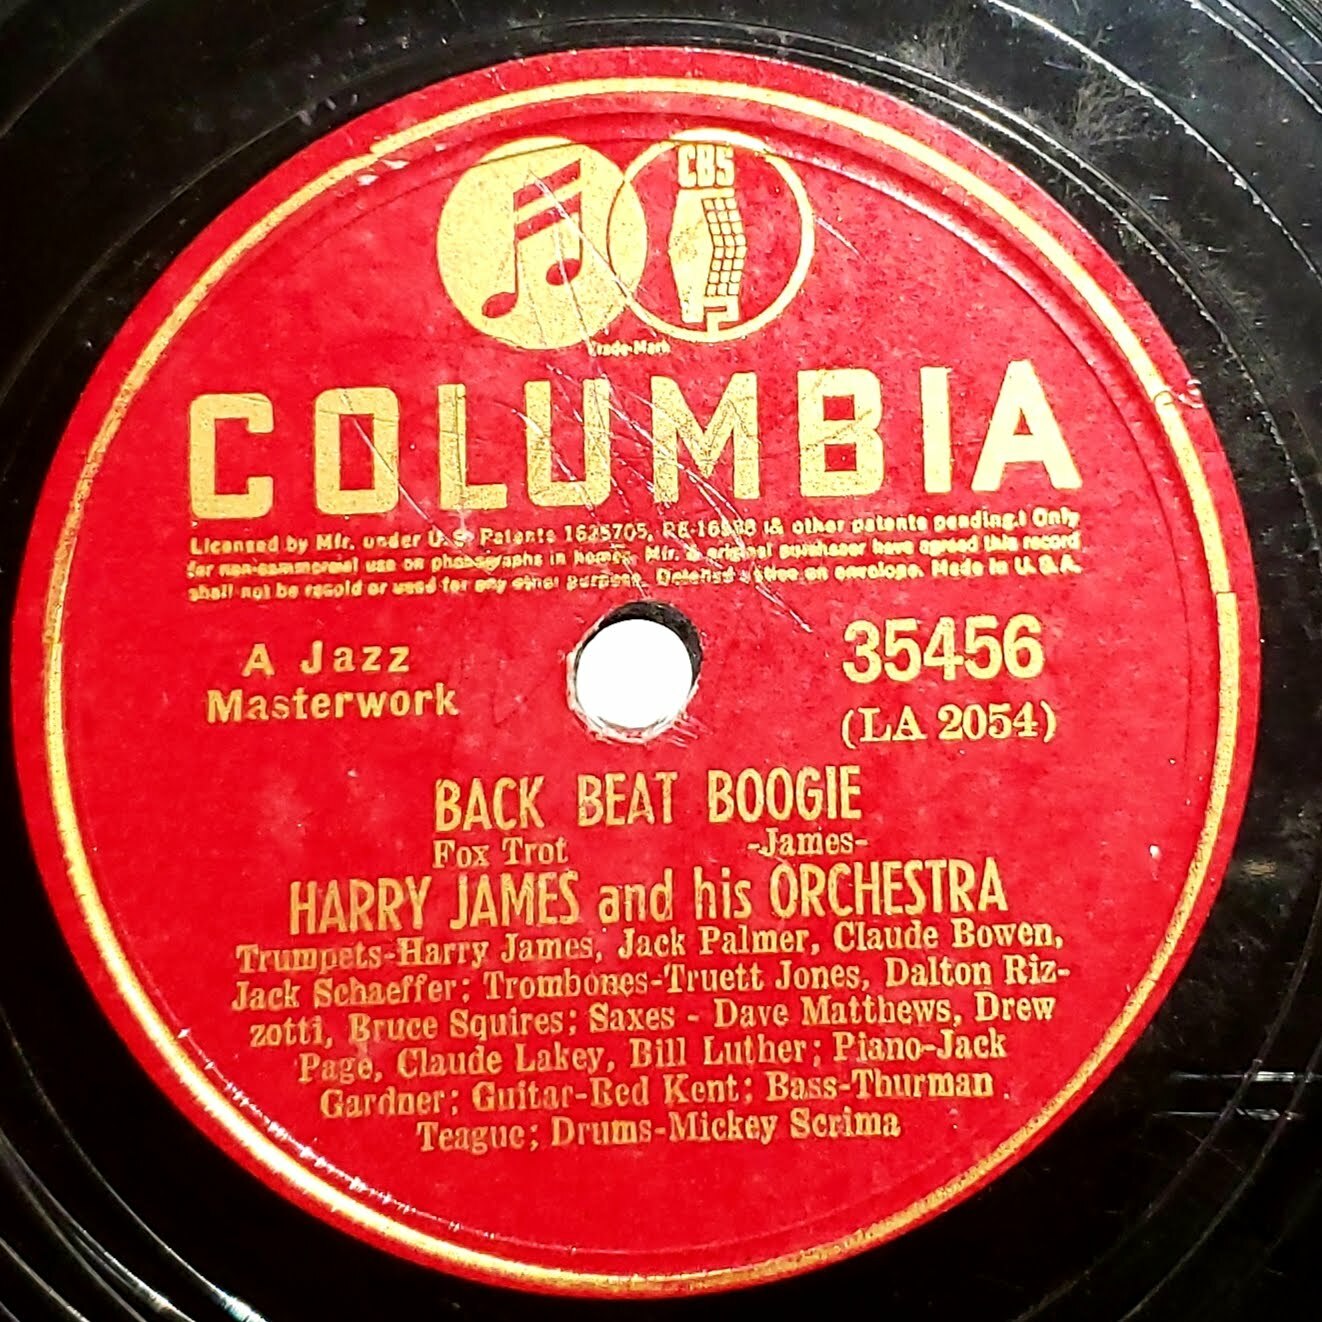 CBS
Trade-Mark
COLUMBIA
Licensed by Mfr. under U.S. Patents 1625705, RE-16588 (& other patents pending.) Only
for non-commercial use on phonographs in homes. Mfr. & original purchaser have agreed this record
shall not be resold or used for any other purpose. Detailed notice on envelope. Made in U.S.A.
A Jazz
Masterwork
35456
(LA 2054)
BACK BEAT BOOGIE
Fox Trot -James-
HARRY JAMES and his ORCHESTRA
Trumpets-Harry James, Jack Palmer, Claude Bowen,
Jack Schaeffer; Trombones-Truett Jones, Dalton Riz-
zotti, Bruce Squires; Saxes - Dave Matthews, Drew
Page, Claude Lakey, Bill Luther; Piano-Jack
Gardner; Guitar-Red Kent; Bass-Thurman
Teague; Drums-Mickey Scrima